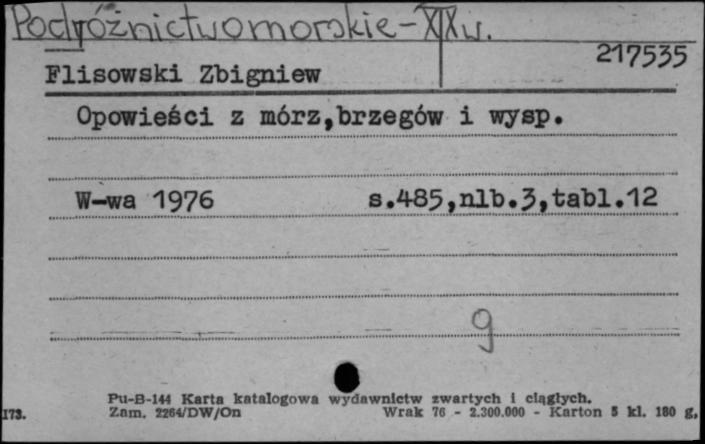 Podróżnictwo morskie - XX w.
217535
Flisowski Zbigniew
Opowieści z mórz,brzegów i wysp.
W-wa 1976 s.485,nlb.3,tabl.12
g
Pu-B-144 Karta katalogowa wydawnictw zwartych i ciągłych.
173. Zam. 2264/DW/On Wrak 76 - 2.300.000 - Karton 5 kl. 180 g.